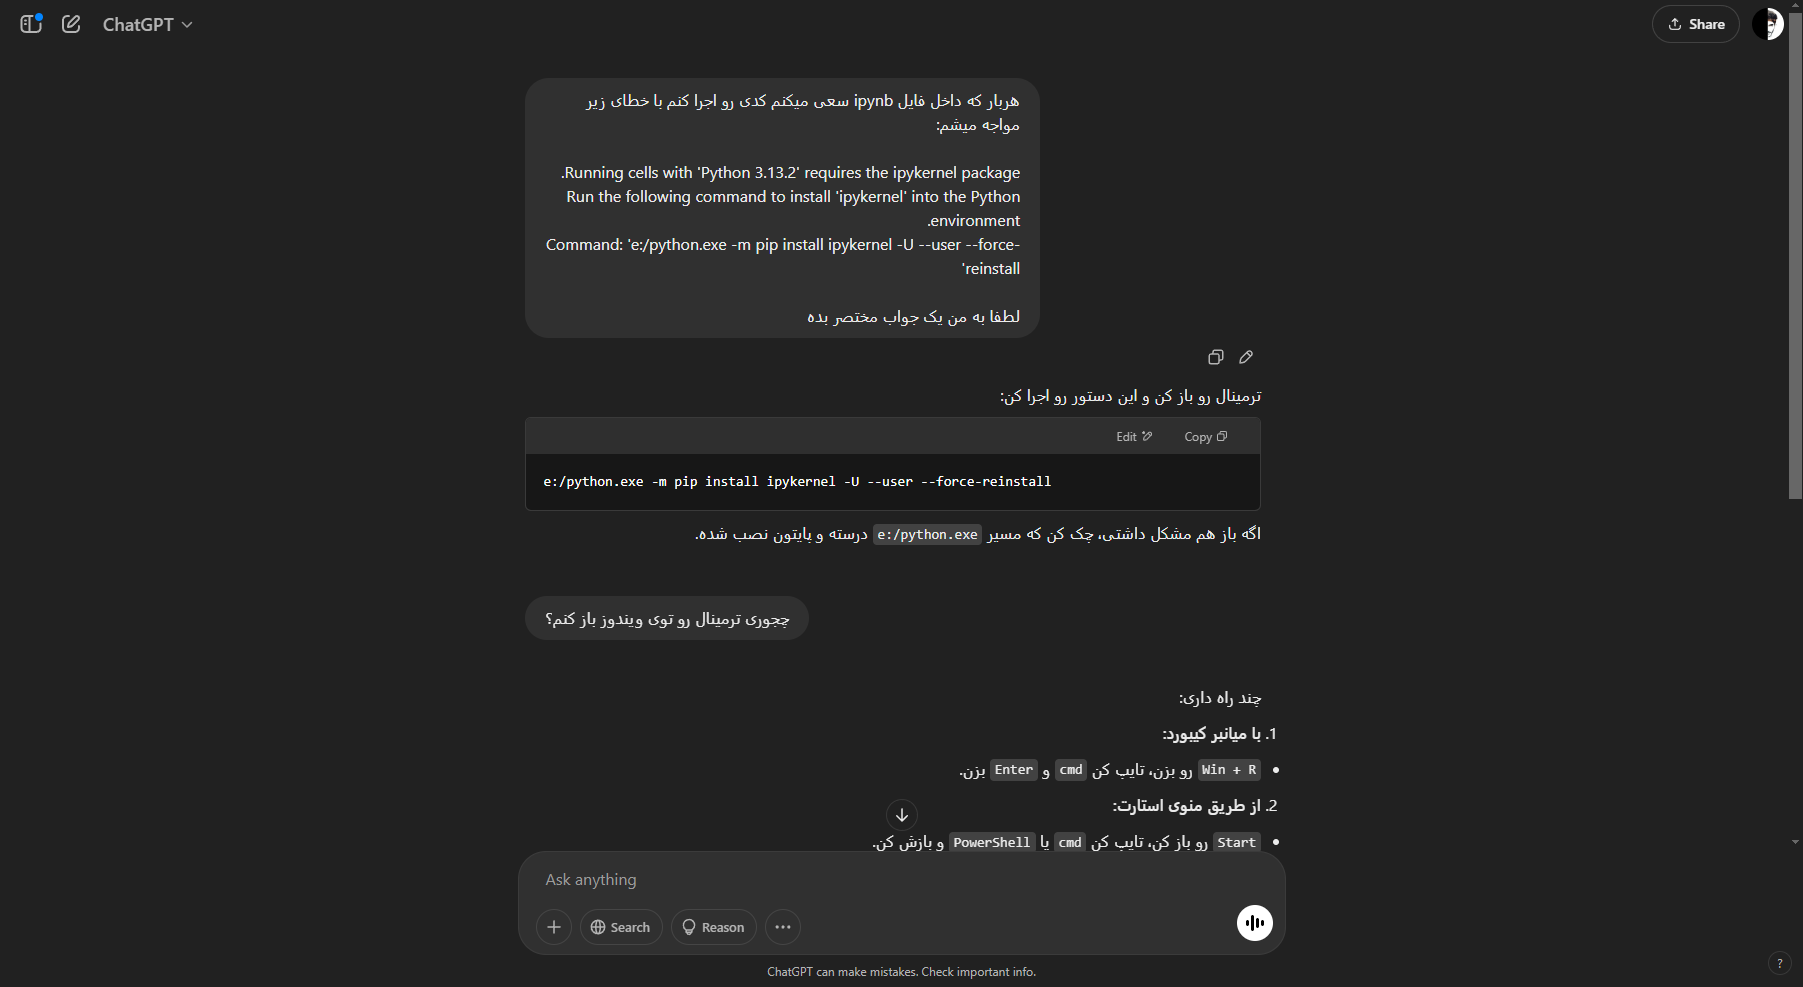 ChatGPT
Share
هربار که داخل فایل ipynb سعی میکنم کدی رو اجرا کنم با خطای زیر
مواجه میشم:
Running cells with 'Python 3.13.2' requires the ipykernel package.
Run the following command to install 'ipykernel' into the Python
environment.
Command: 'e:/python.exe -m pip install ipykernel -U --user --force-
reinstall'
لطفا به من یک جواب مختصر بده
ترمینال رو باز کن و این دستور رو اجرا کن:
Edit Copy
e:/python.exe -m pip install ipykernel -U --user --force-reinstall
اگه باز هم مشکل داشتی، چک کن که مسیر e:/python.exe درسته و پایتون نصب شده.
چجوری ترمینال رو توی ویندوز باز کنم؟
چند راه داری:
1. با میانبر کیبورد:
• Win + R رو بزن، تایپ کن cmd و Enter بزن.
2. از طریق منوی استارت:
• Start رو باز کن، تایپ کن cmd یا PowerShell و بازش کن.
Ask anything
Search
Reason
ChatGPT can make mistakes. Check important info.
?